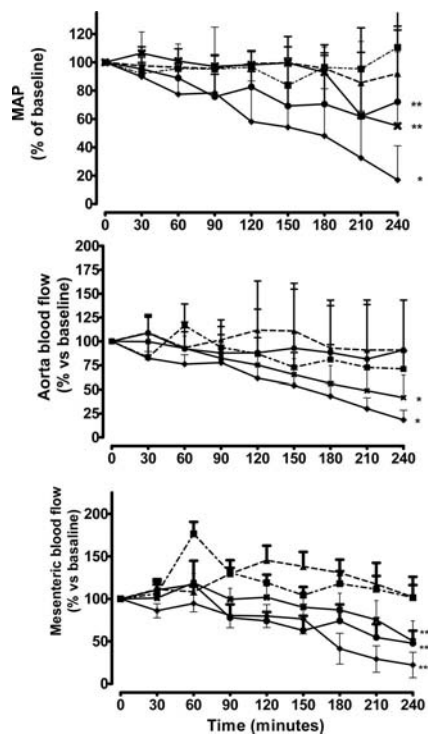 MAP
(% of baseline)
120
100
80
60
40
20
0
**
**
*
0 30 60 90 120 150 180 210 240
Aorta blood flow
(% vs baseline)
200
175
150
125
100
75
50
25
0
*
*
0 30 60 90 120 150 180 210 240
Mesenteric blood flow
(% vs basaline)
200
150
100
50
0
**
**
**
0 30 60 90 120 150 180 210 240
Time (minutes)